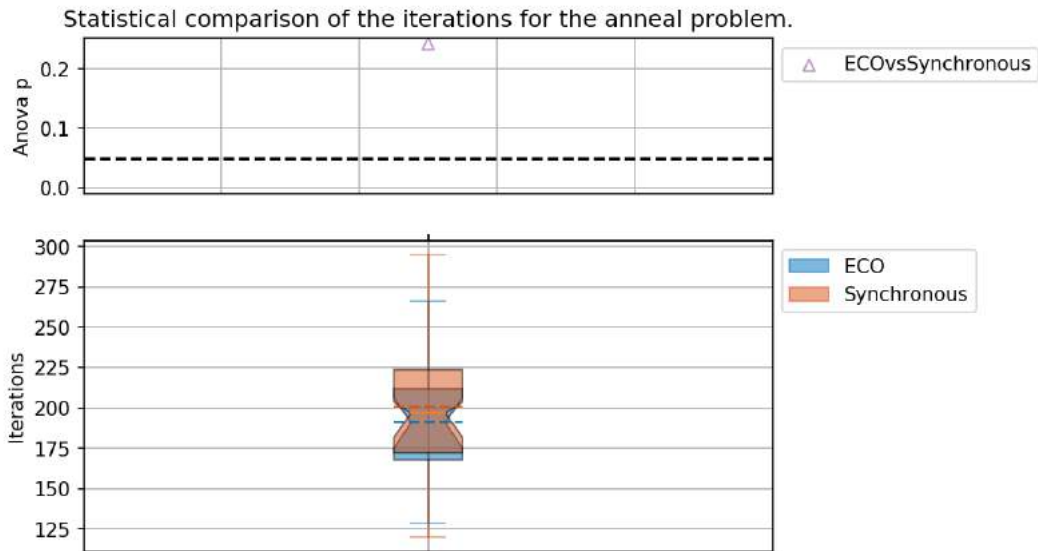 Statistical comparison of the iterations for the anneal problem.
0.2
0.1
0.0
Anova p
ECOvsSynchronous
300
275
250
225
200
175
150
125
Iterations
ECO
Synchronous